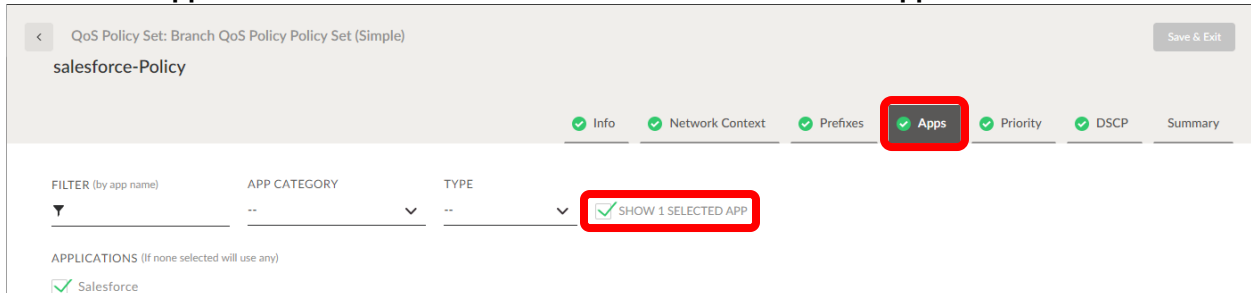 QoS Policy Set: Branch QoS Policy Policy Set (Simple)
Save & Exit
salesforce-Policy
Info Network Context Prefixes Apps Priority DSCP Summary
FILTER (by app name) APP CATEGORY TYPE
-- -- SHOW 1 SELECTED APP
APPLICATIONS (If none selected will use any)
Salesforce